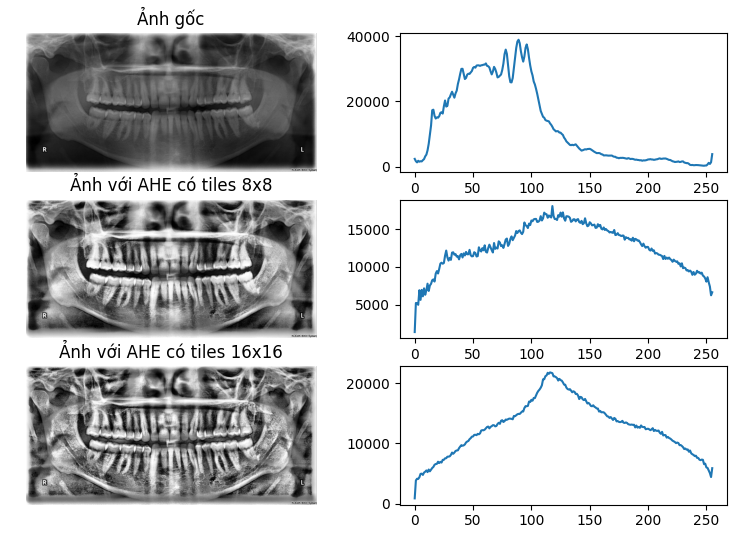 Ảnh gốc
R
L
40000
20000
0
0 50 100 150 200 250
Ảnh với AHE có tiles 8x8
R
L
15000
10000
5000
0 50 100 150 200 250
Ảnh với AHE có tiles 16x16
R
L
20000
10000
0
0 50 100 150 200 250